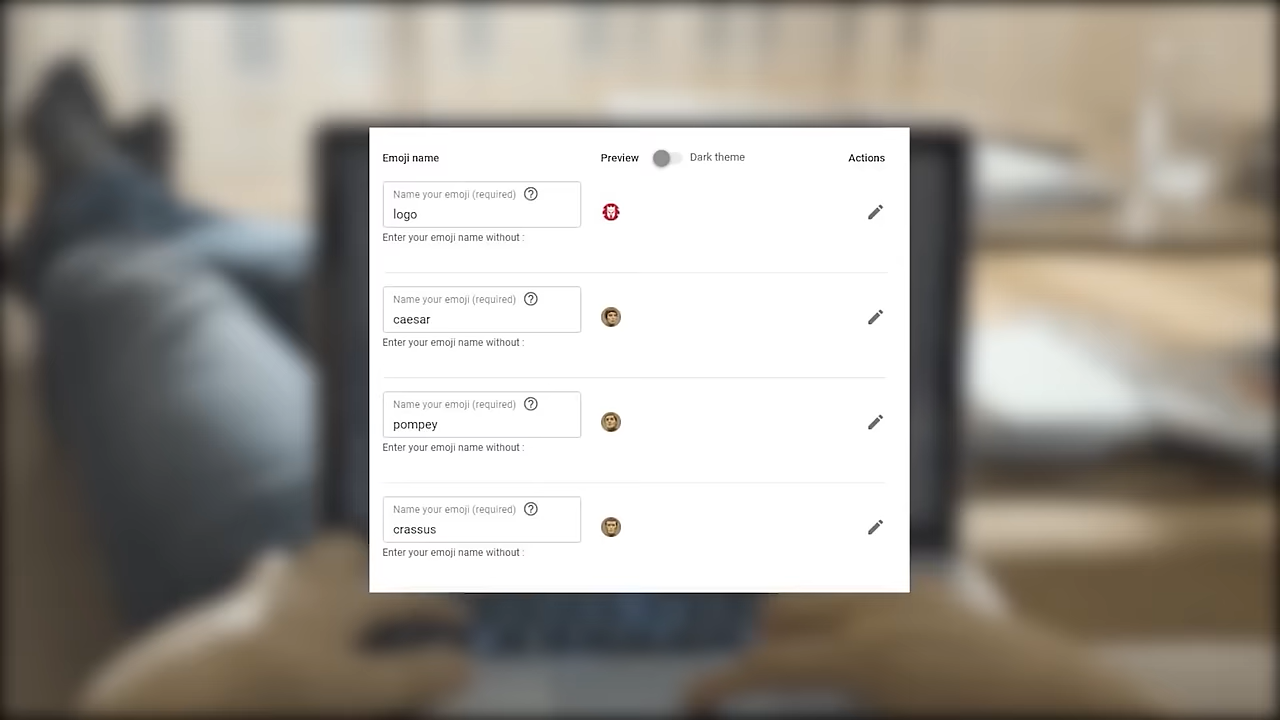 Emoji name Preview Dark theme Actions
Name your emoji (required)
logo
Enter your emoji name without :
Name your emoji (required)
caesar
Enter your emoji name without :
Name your emoji (required)
pompey
Enter your emoji name without :
Name your emoji (required)
crassus
Enter your emoji name without :